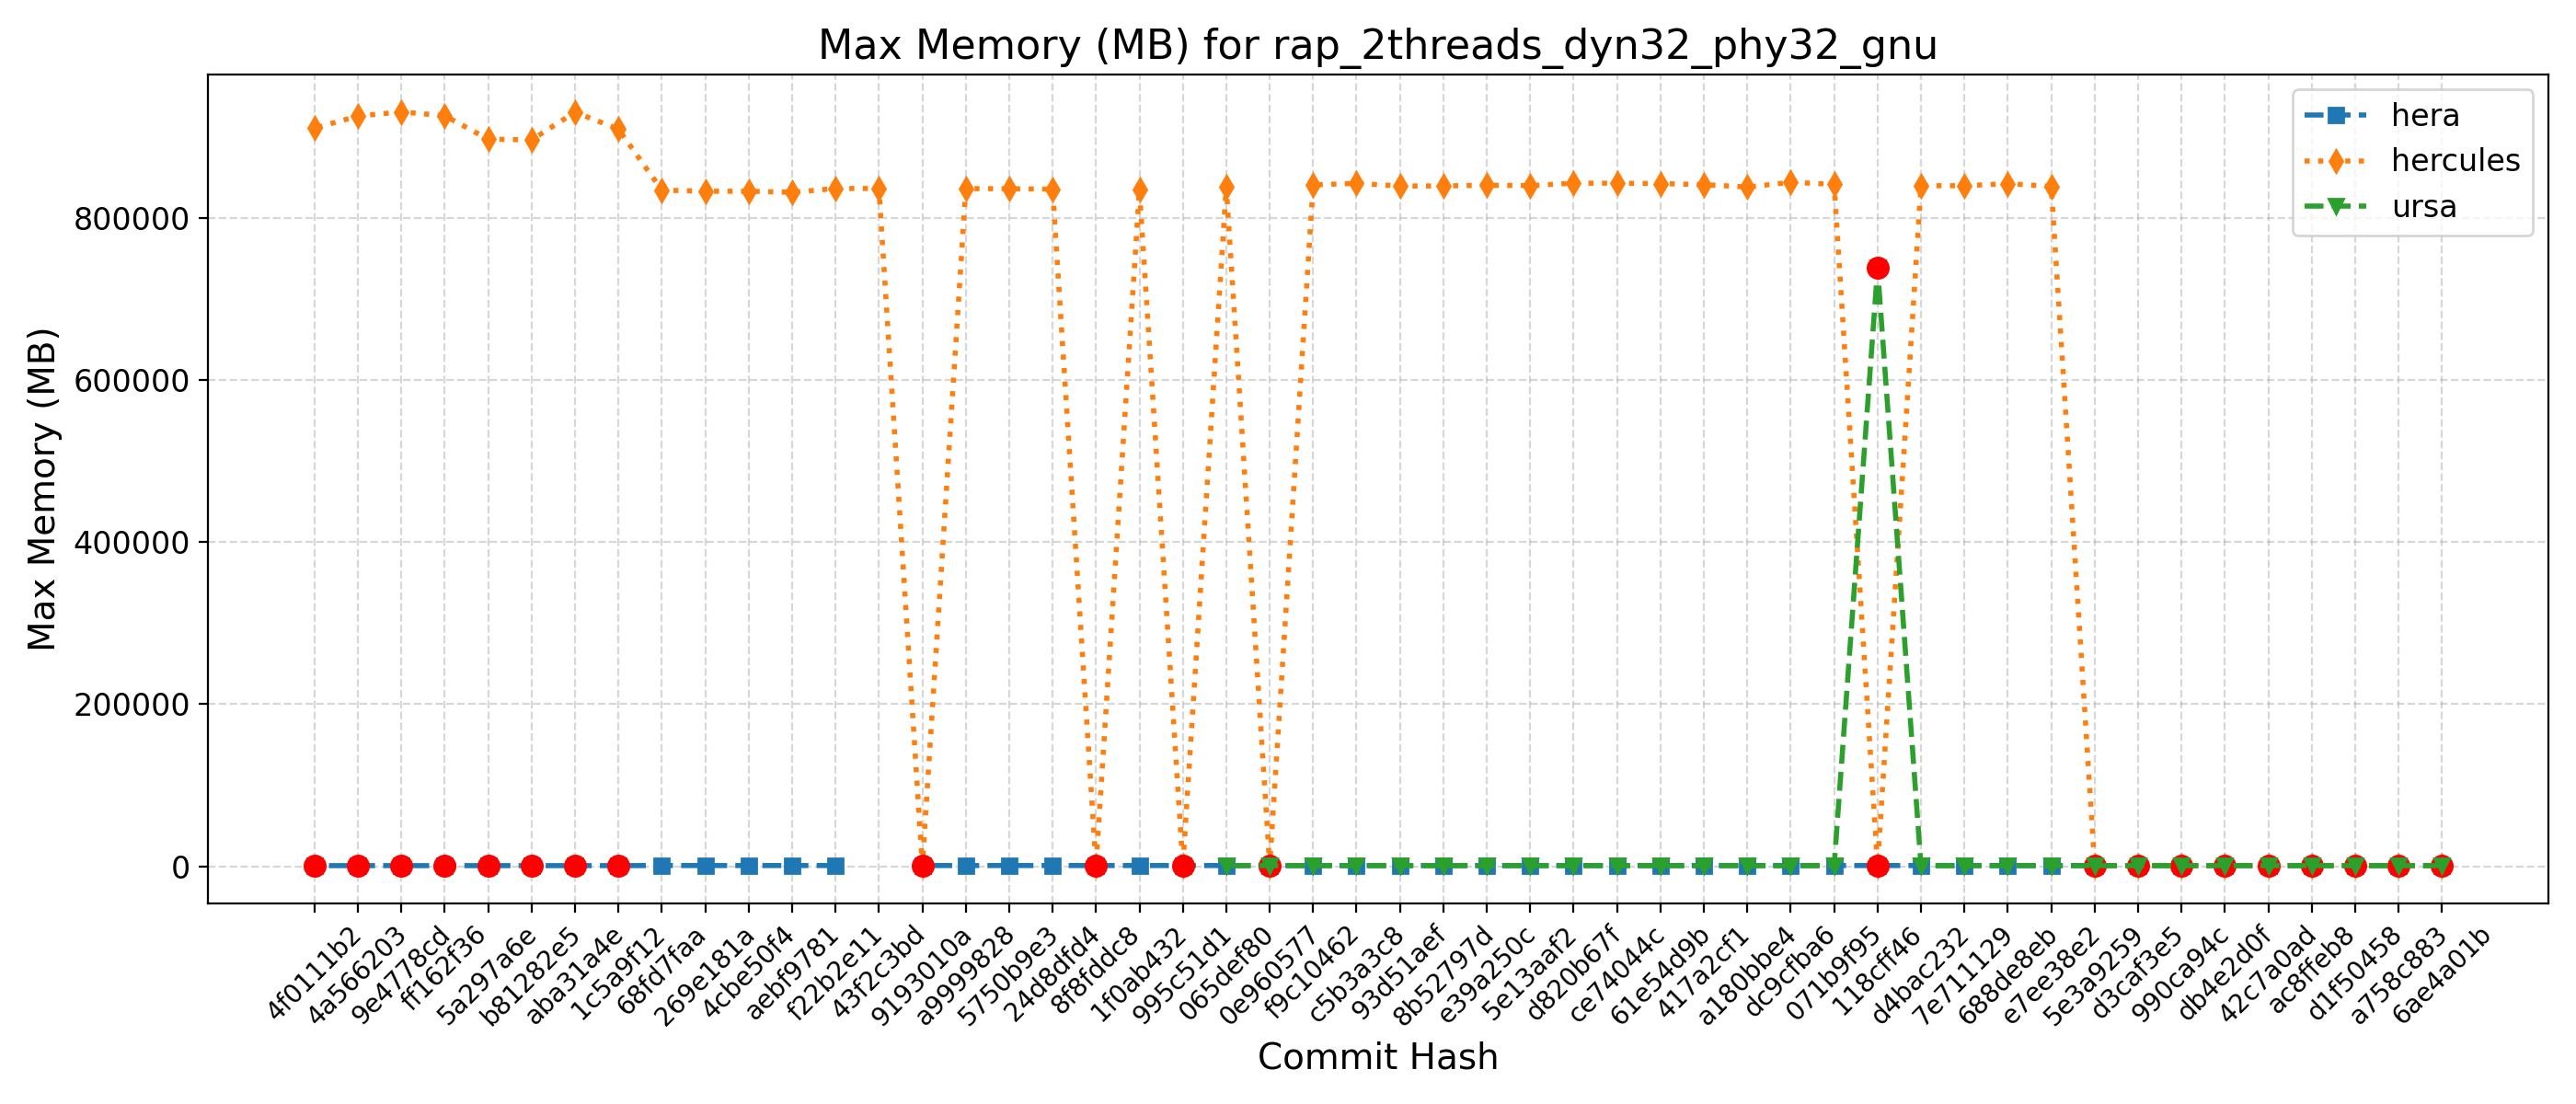 Max Memory (MB) for rap_2threads_dyn32_phy32_gnu
hera
hercules
ursa
Max Memory (MB)
800000
600000
400000
200000
0
4f0111b2
4a566203
9e4778cd
ff162f36
5a297a6e
b81282e5
aba31a4e
1c5a9f12
68fd7faa
269e181a
4cbe50f4
aebf9781
f22b2e11
43f2c3bd
9193010a
a9999828
5750b9e3
24d8dfd4
8f8fddc8
1f0ab432
995c51d1
065def80
0e960577
f9c10462
c5b3a3c8
93d51aef
8b52797d
e39a250c
5e13aaf2
d820b67f
ce74044c
61e54d9b
417a2cf1
a180bbe4
dc9cfba6
071b9f95
118cff46
d4bac232
7e711129
688de8eb
e7ee38e2
5e3a9259
d3caf3e5
990ca94c
db4e2d0f
42c7a0ad
ac8ffeb8
d1f50458
a758c883
6ae4a01b
Commit Hash